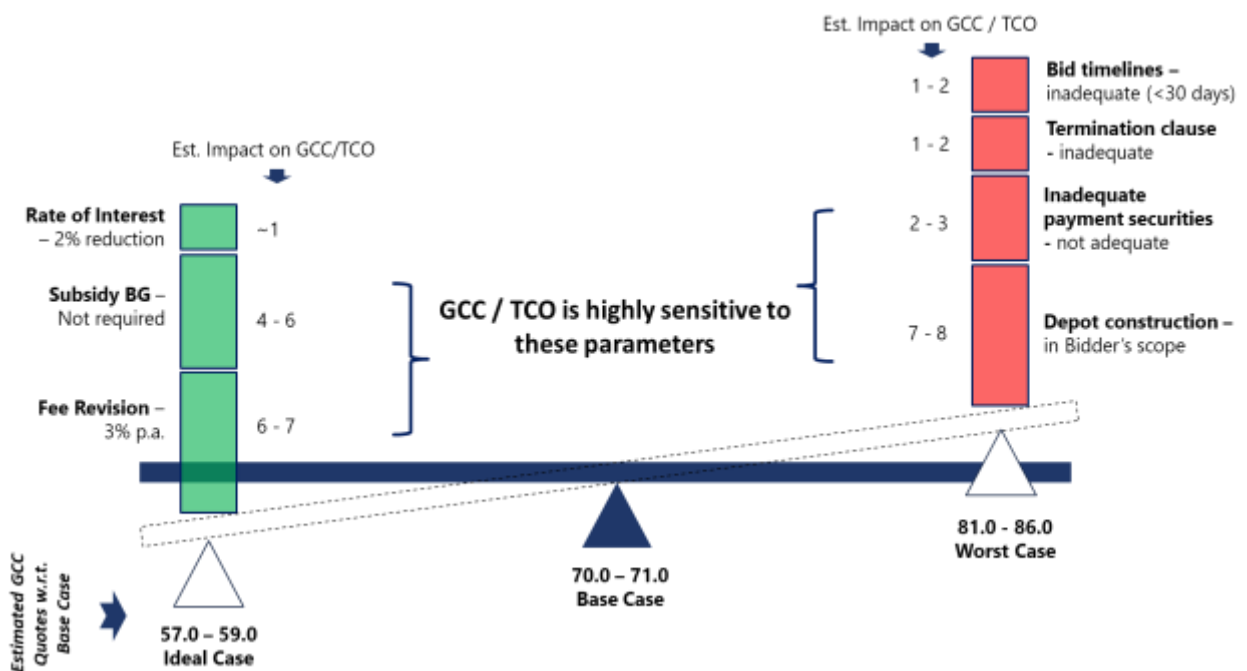 Est. Impact on GCC / TCO
1 - 2
Bid timelines –
inadequate (<30 days)
1 - 2
Termination clause
- inadequate
2 - 3
Inadequate
payment securities
- not adequate
7 - 8
Depot construction –
in Bidder's scope
Est. Impact on GCC/TCO
Rate of Interest
– 2% reduction
~1
Subsidy BG –
Not required
4 - 6
Fee Revision –
3% p.a.
6 - 7
GCC / TCO is highly sensitive to
these parameters
Estimated GCC
Quotes w.r.t.
Base Case
57.0 – 59.0
Ideal Case
70.0 – 71.0
Base Case
81.0 - 86.0
Worst Case